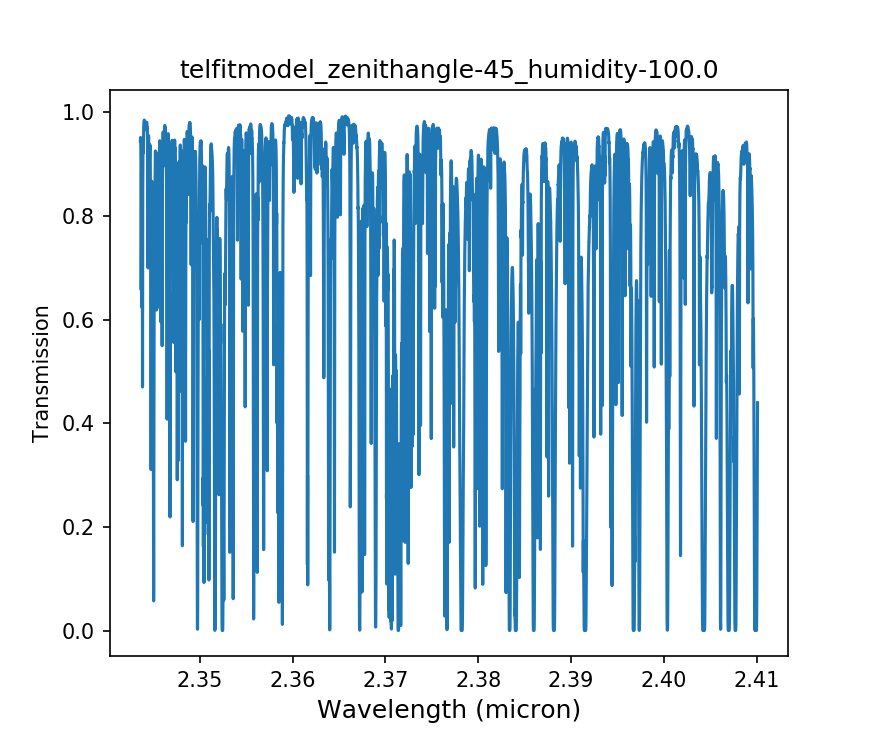 telfitmodel_zenithangle-45_humidity-100.0
1.0
0.8
0.6
0.4
0.2
0.0
Transmission
2.35 2.36 2.37 2.38 2.39 2.40 2.41
Wavelength (micron)